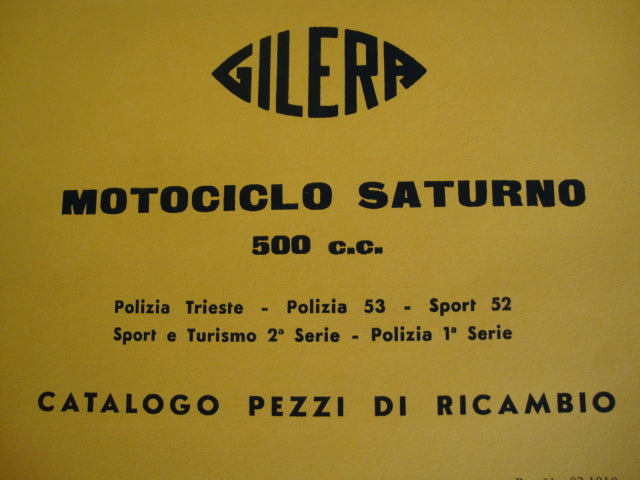 GILERA
MOTOCICLO SATURNO
500 c.c.
Polizia Trieste - Polizia 53 - Sport 52
Sport e Turismo 2ª Serie - Polizia 1ª Serie
CATALOGO PEZZI DI RICAMBIO